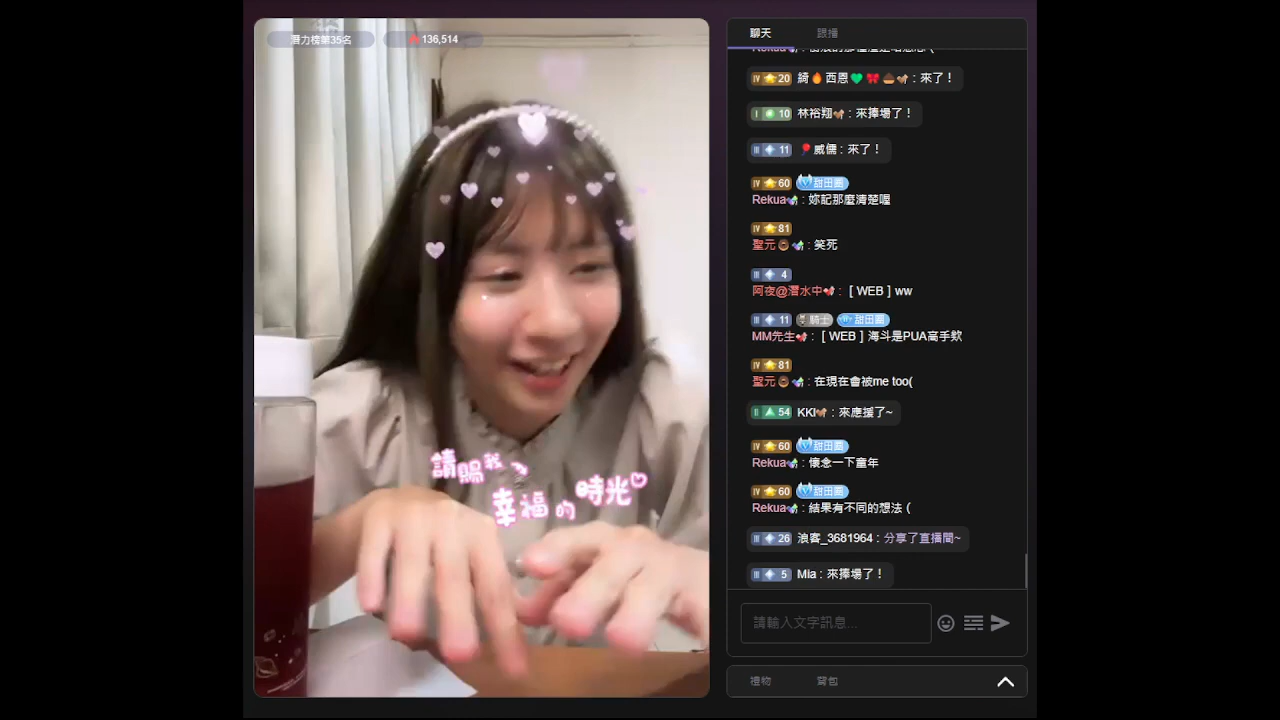 潛力榜第35名
136,514
請賜我
幸福的時光
聊天 跟播
IV 20 綺🔥西恩💚🎀🌰🐂 : 來了！
I 10 林裕翔 : 來捧場了！
III 11 🎈威儒 : 來了！
IV 60 甜田圈
Rekua : 妳記那麼清楚喔
IV 81
聖元 : 笑死
III 4
阿夜@潛水中 : [ WEB ] ww
III 11 騎士 甜田圈
MM先生 : [ WEB ] 海斗是PUA高手欸
IV 81
聖元 : 在現在會被me too(
II 54 KKI : 來應援了~
IV 60 甜田圈
Rekua : 懷念一下童年
IV 60 甜田圈
Rekua : 結果有不同的想法 (
III 26 浪客_3681964 : 分享了直播間~
III 5 Mia : 來捧場了！
請輸入文字訊息...
禮物 背包